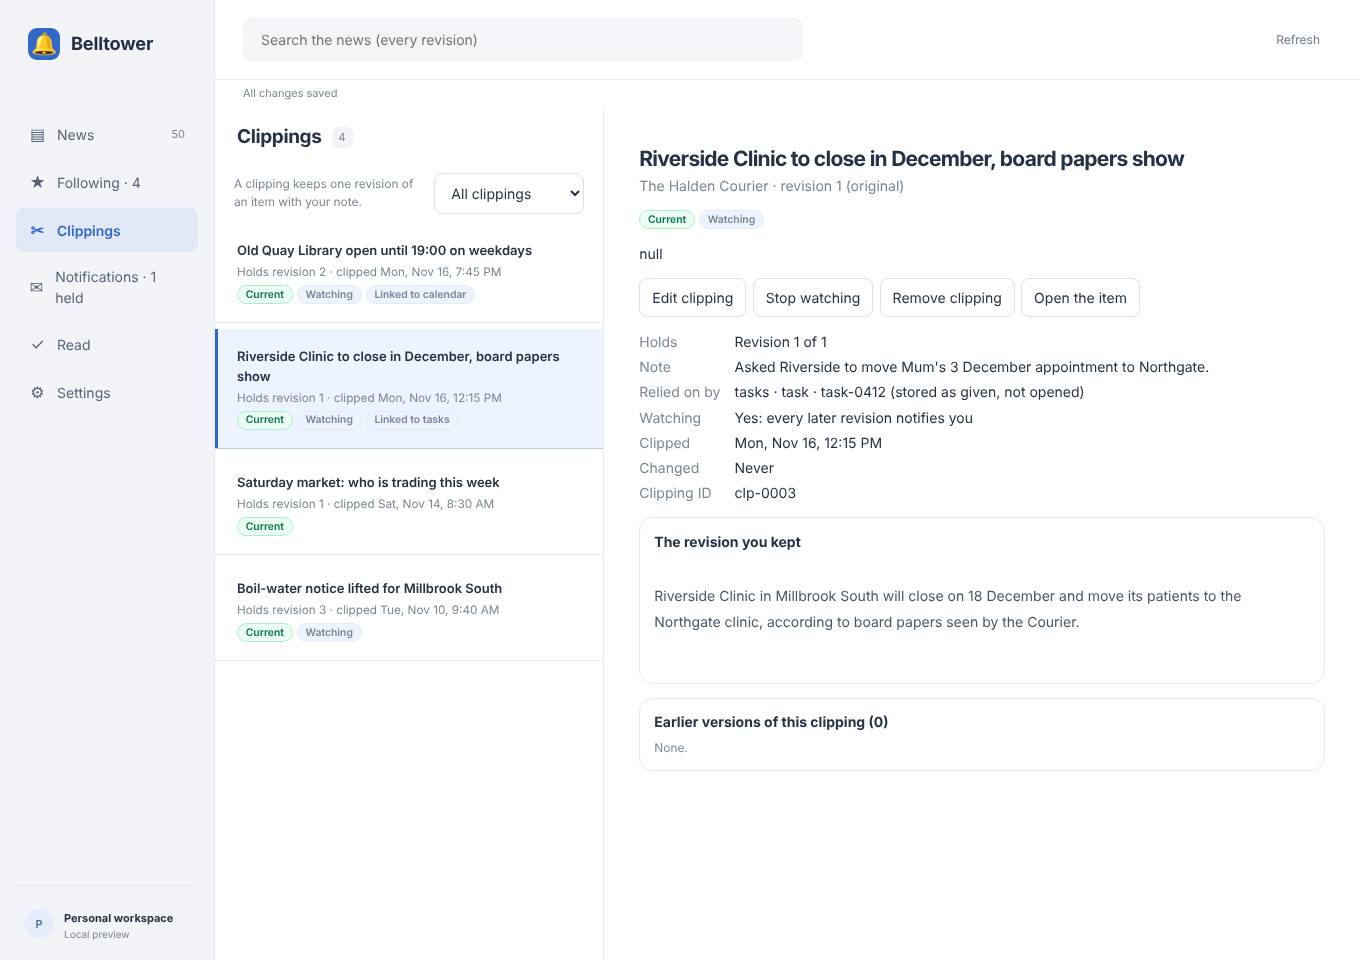 Belltower
News 50
Following · 4
Clippings
Notifications · 1
held
Read
Settings
P
Personal workspace
Local preview
Search the news (every revision)
Refresh
All changes saved
Clippings 4
A clipping keeps one revision of
an item with your note.
All clippings
Old Quay Library open until 19:00 on weekdays
Holds revision 2 · clipped Mon, Nov 16, 7:45 PM
Current Watching Linked to calendar
Riverside Clinic to close in December, board papers
show
Holds revision 1 · clipped Mon, Nov 16, 12:15 PM
Current Watching Linked to tasks
Saturday market: who is trading this week
Holds revision 1 · clipped Sat, Nov 14, 8:30 AM
Current
Boil-water notice lifted for Millbrook South
Holds revision 3 · clipped Tue, Nov 10, 9:40 AM
Current Watching
Riverside Clinic to close in December, board papers show
The Halden Courier · revision 1 (original)
Current Watching
null
Edit clipping Stop watching Remove clipping Open the item
Holds Revision 1 of 1
Note Asked Riverside to move Mum's 3 December appointment to Northgate.
Relied on by tasks · task · task-0412 (stored as given, not opened)
Watching Yes: every later revision notifies you
Clipped Mon, Nov 16, 12:15 PM
Changed Never
Clipping ID clp-0003
The revision you kept
Riverside Clinic in Millbrook South will close on 18 December and move its patients to the
Northgate clinic, according to board papers seen by the Courier.
Earlier versions of this clipping (0)
None.